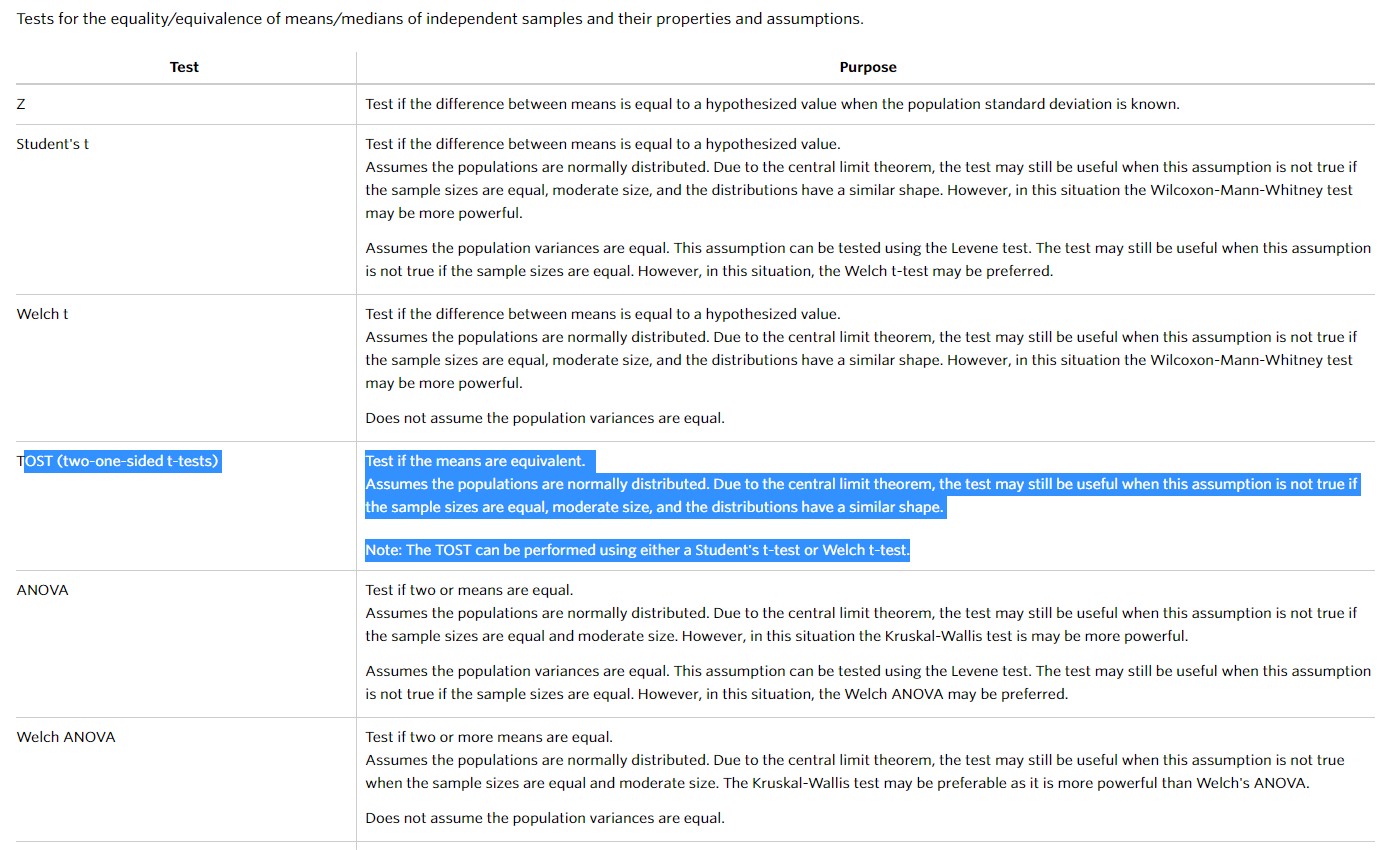 Tests for the equality/equivalence of means/medians of independent samples and their properties and assumptions.
Test
Purpose
Z
Test if the difference between means is equal to a hypothesized value when the population standard deviation is known.
Student's t
Test if the difference between means is equal to a hypothesized value.
Assumes the populations are normally distributed. Due to the central limit theorem, the test may still be useful when this assumption is not true if
the sample sizes are equal, moderate size, and the distributions have a similar shape. However, in this situation the Wilcoxon-Mann-Whitney test
may be more powerful.
Assumes the population variances are equal. This assumption can be tested using the Levene test. The test may still be useful when this assumption
is not true if the sample sizes are equal. However, in this situation, the Welch t-test may be preferred.
Welch t
Test if the difference between means is equal to a hypothesized value.
Assumes the populations are normally distributed. Due to the central limit theorem, the test may still be useful when this assumption is not true if
the sample sizes are equal, moderate size, and the distributions have a similar shape. However, in this situation the Wilcoxon-Mann-Whitney test
may be more powerful.
Does not assume the population variances are equal.
TOST (two-one-sided t-tests)
Test if the means are equivalent.
Assumes the populations are normally distributed. Due to the central limit theorem, the test may still be useful when this assumption is not true if
the sample sizes are equal, moderate size, and the distributions have a similar shape.
Note: The TOST can be performed using either a Student's t-test or Welch t-test.
ANOVA
Test if two or means are equal.
Assumes the populations are normally distributed. Due to the central limit theorem, the test may still be useful when this assumption is not true if
the sample sizes are equal and moderate size. However, in this situation the Kruskal-Wallis test is may be more powerful.
Assumes the population variances are equal. This assumption can be tested using the Levene test. The test may still be useful when this assumption
is not true if the sample sizes are equal. However, in this situation, the Welch ANOVA may be preferred.
Welch ANOVA
Test if two or more means are equal.
Assumes the populations are normally distributed. Due to the central limit theorem, the test may still be useful when this assumption is not true
when the sample sizes are equal and moderate size. The Kruskal-Wallis test may be preferable as it is more powerful than Welch's ANOVA.
Does not assume the population variances are equal.